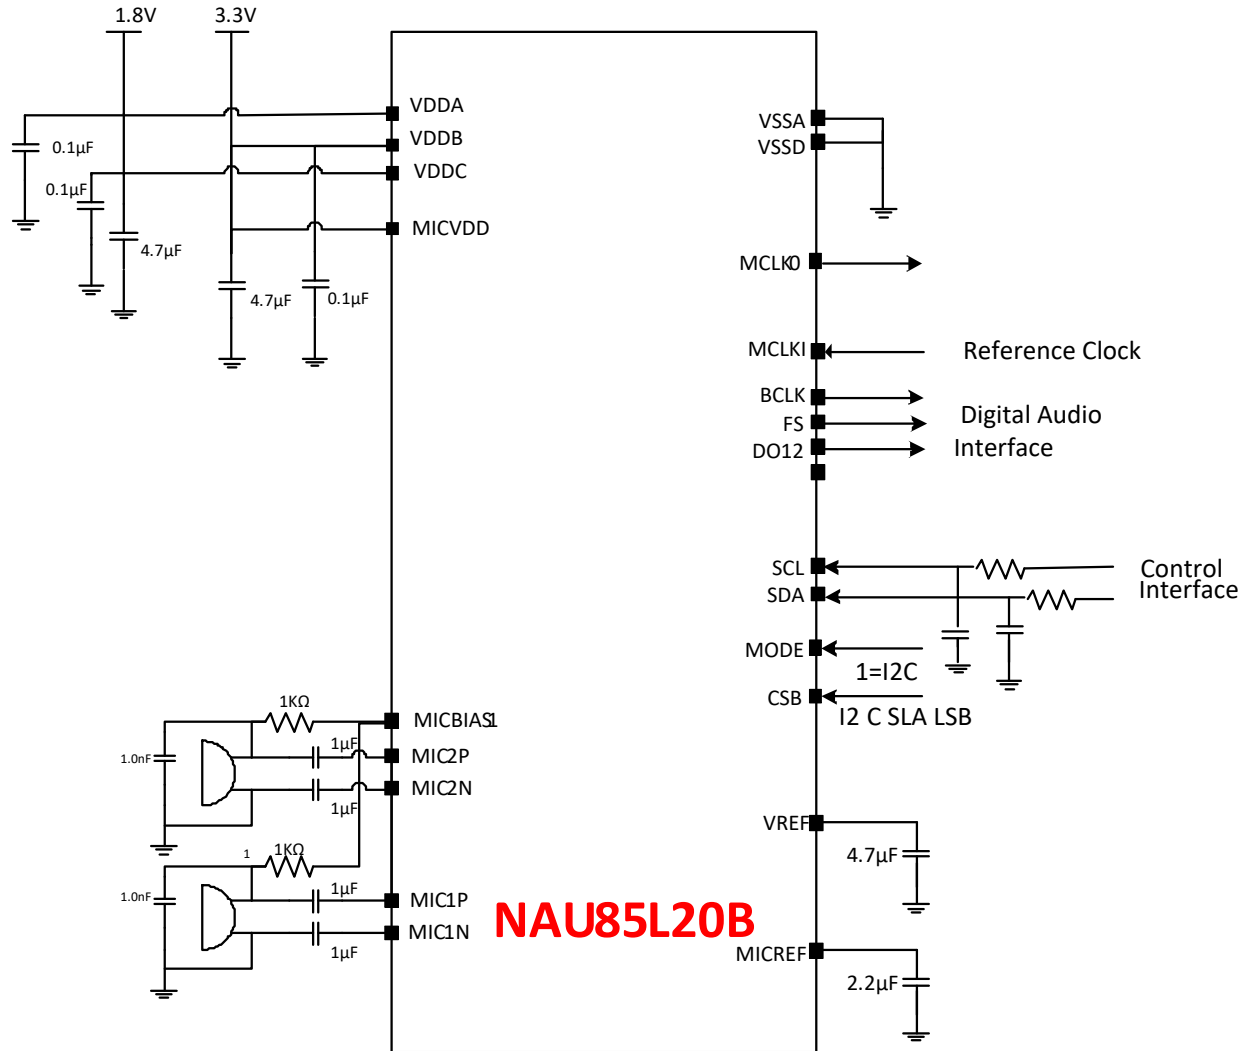 1.8V
3.3V
VDDA
VDDB
VDDC
MICVDD
0.1µF
0.1µF
4.7µF
4.7µF
0.1µF
VSSA
VSSD
MCLK0
MCLKI
Reference Clock
BCLK
FS
DO12
Digital Audio
Interface
SCL
SDA
Control
Interface
MODE
1=I2C
CSB
I2 C SLA LSB
1KΩ
MICBIAS1
1µF
MIC2P
1.0nF
MIC2N
1µF
1
1KΩ
1µF
MIC1P
1.0nF
MIC1N
1µF
NAU85L20B
VREF
4.7µF
MICREF
2.2µF